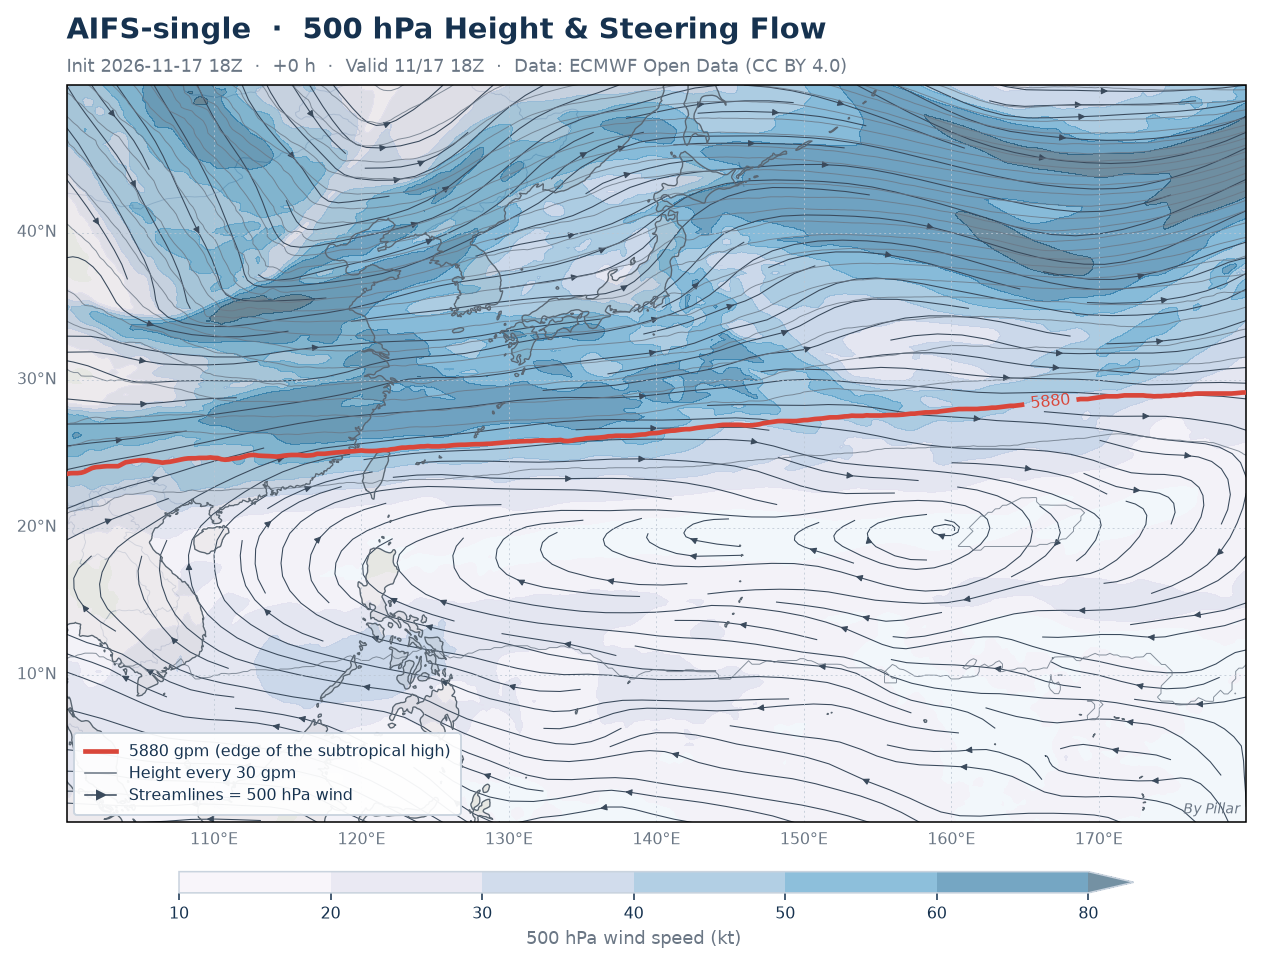 AIFS-single · 500 hPa Height & Steering Flow
Init 2026-11-17 18Z · +0 h · Valid 11/17 18Z · Data: ECMWF Open Data (CC BY 4.0)
40°N
30°N
20°N
10°N
5880
5880 gpm (edge of the subtropical high)
Height every 30 gpm
Streamlines = 500 hPa wind
By Pillar
110°E 120°E 130°E 140°E 150°E 160°E 170°E
10 20 30 40 50 60 80
500 hPa wind speed (kt)